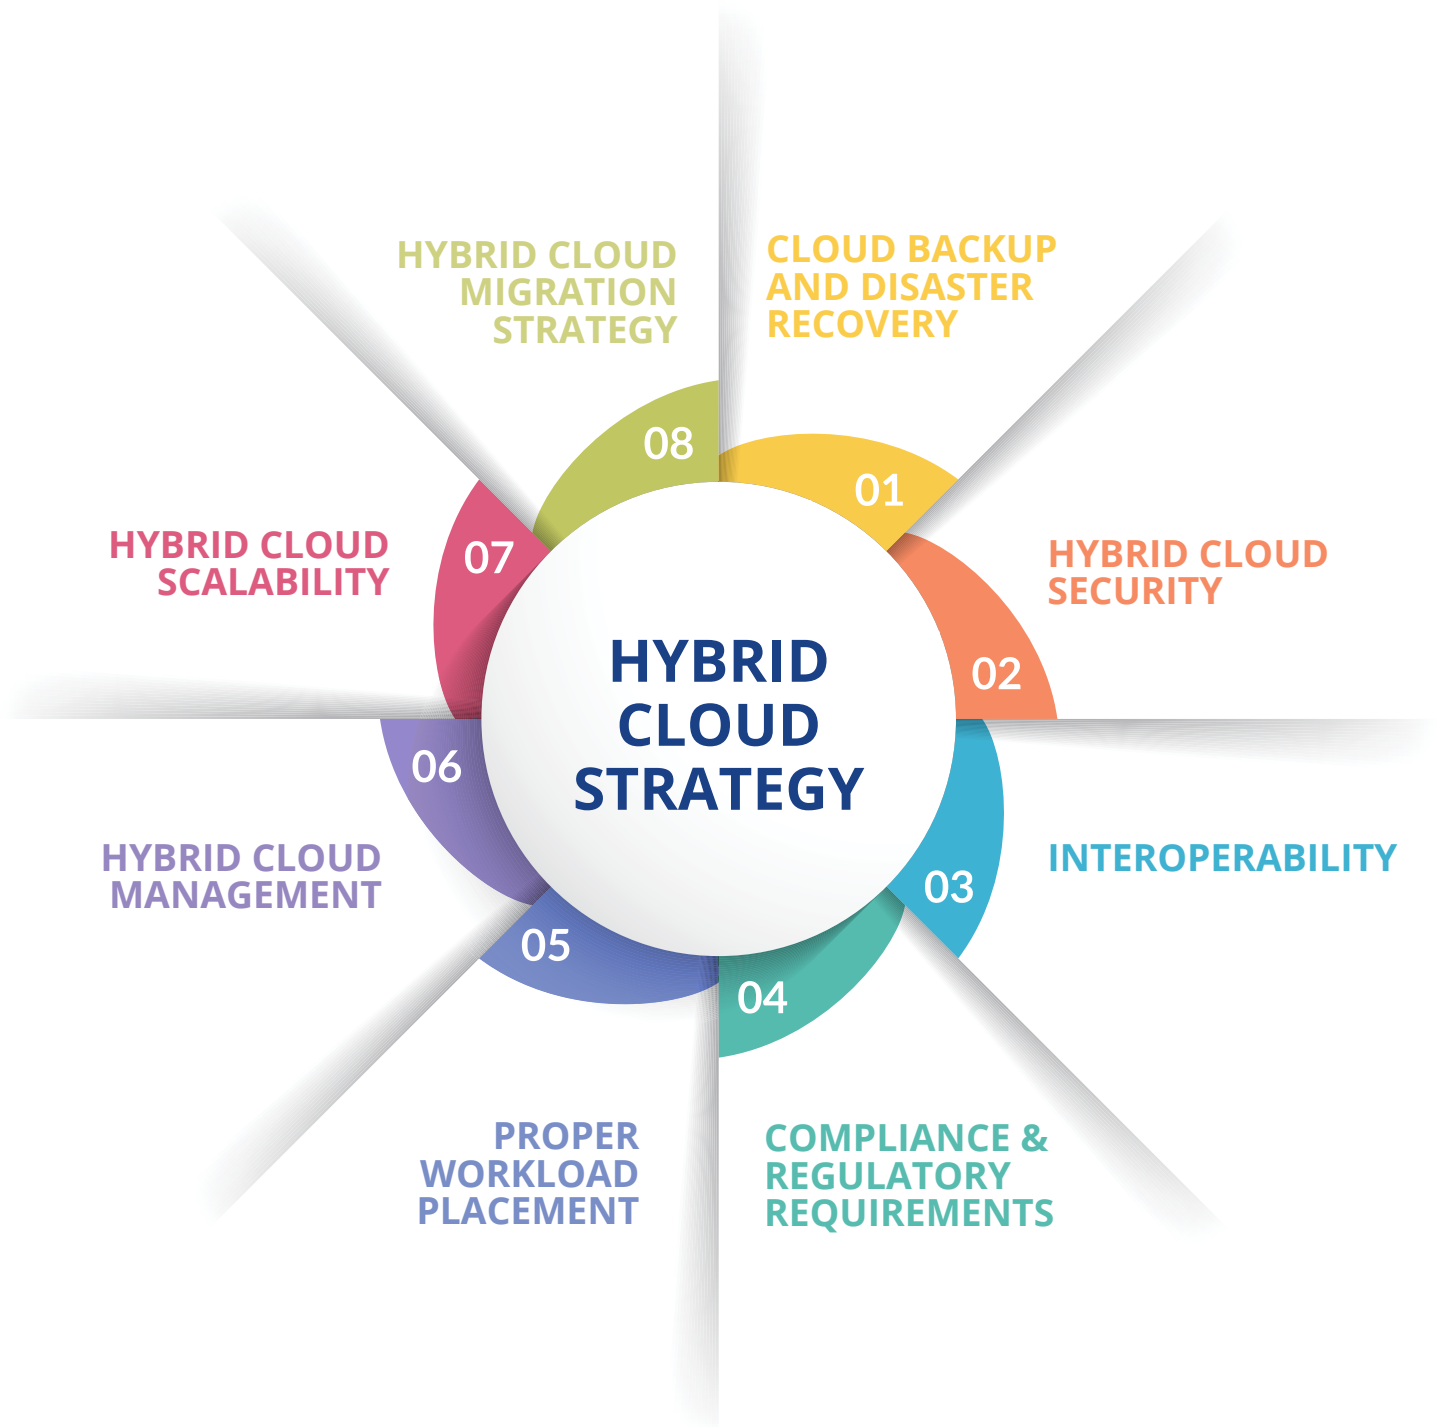 HYBRID
CLOUD
STRATEGY
01
CLOUD BACKUP
AND DISASTER
RECOVERY
02
HYBRID CLOUD
SECURITY
03
INTEROPERABILITY
04
COMPLIANCE &
REGULATORY
REQUIREMENTS
05
PROPER
WORKLOAD
PLACEMENT
06
HYBRID CLOUD
MANAGEMENT
07
HYBRID CLOUD
SCALABILITY
08
HYBRID CLOUD
MIGRATION
STRATEGY